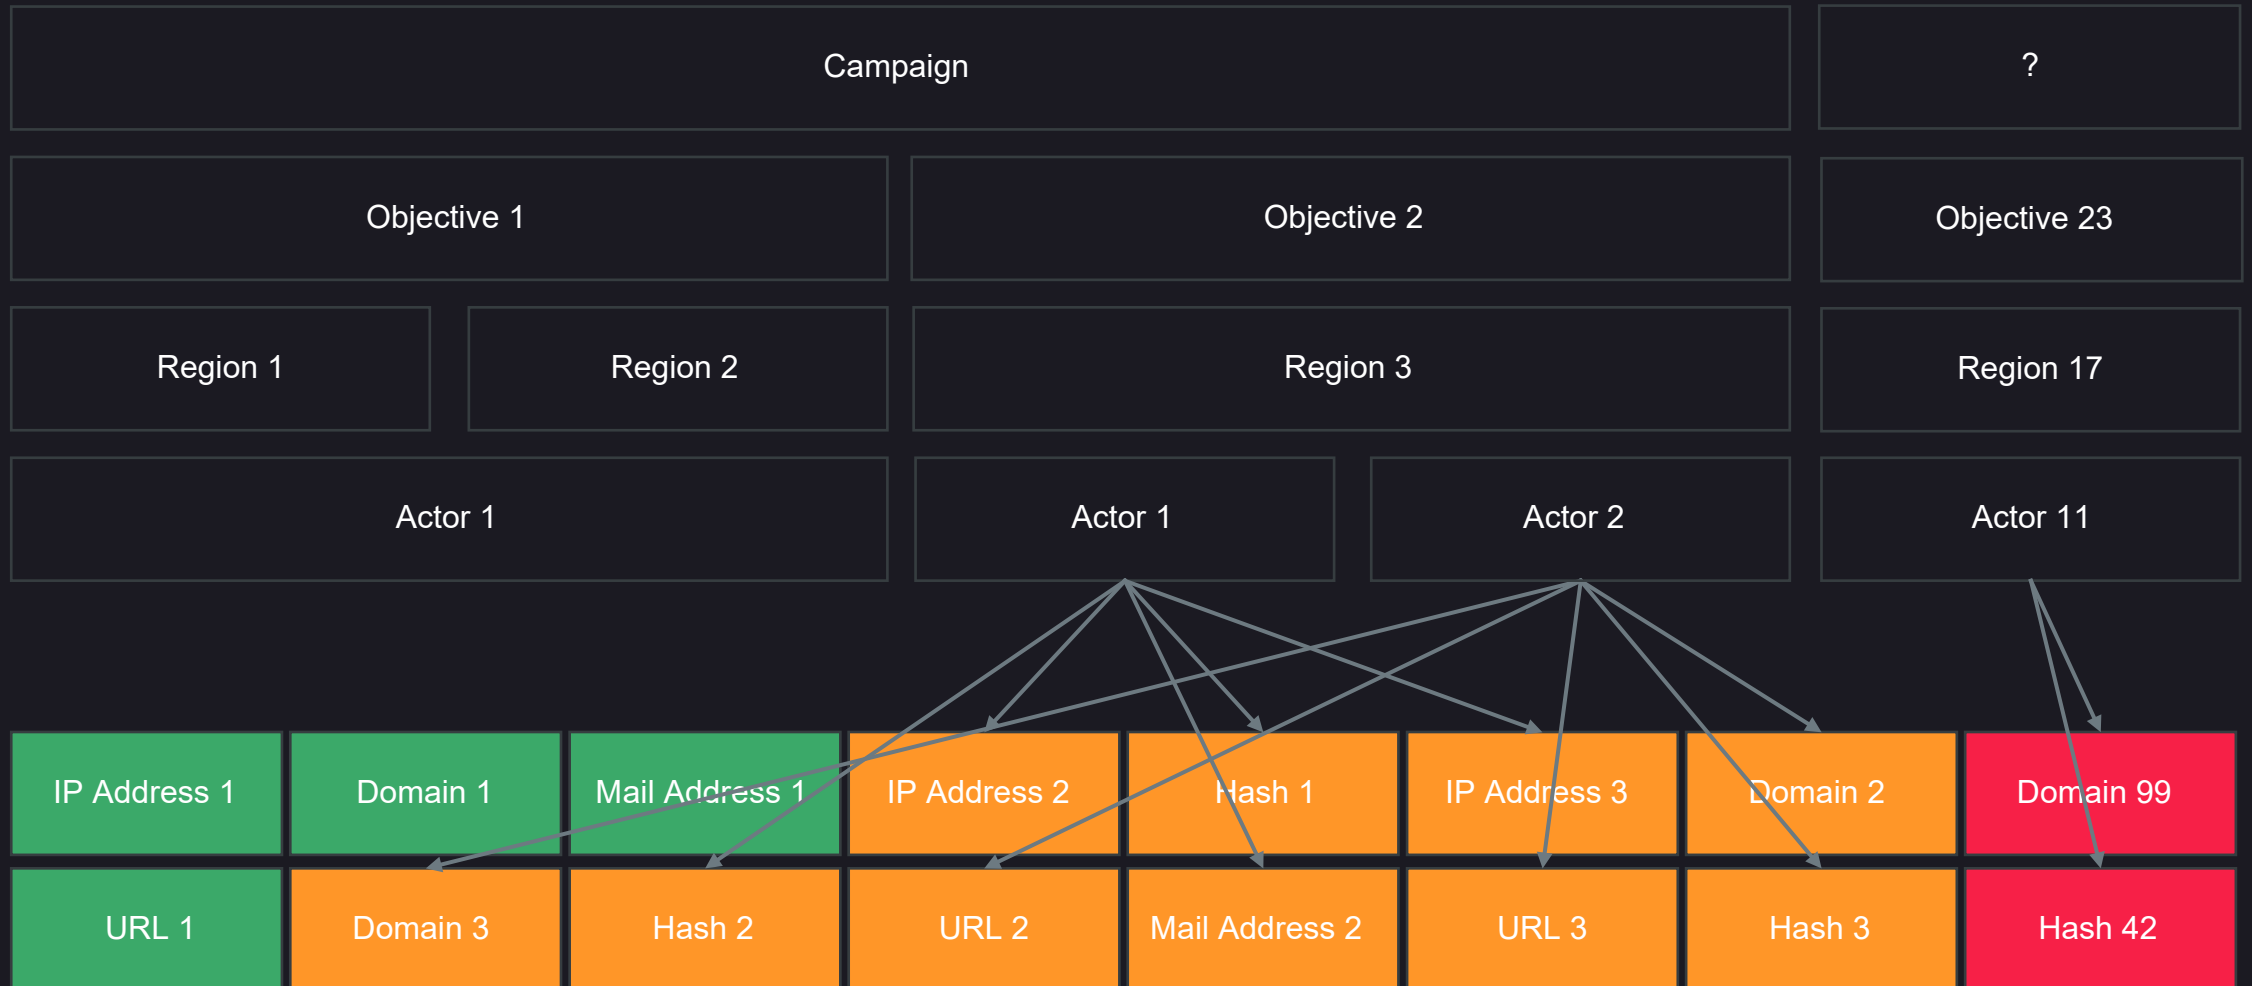 Campaign
?
Objective 1
Objective 2
Objective 23
Region 1
Region 2
Region 3
Region 17
Actor 1
Actor 1
Actor 2
Actor 11
IP Address 1
Domain 1
Mail Address 1
IP Address 2
Hash 1
IP Address 3
Domain 2
Domain 99
URL 1
Domain 3
Hash 2
URL 2
Mail Address 2
URL 3
Hash 3
Hash 42